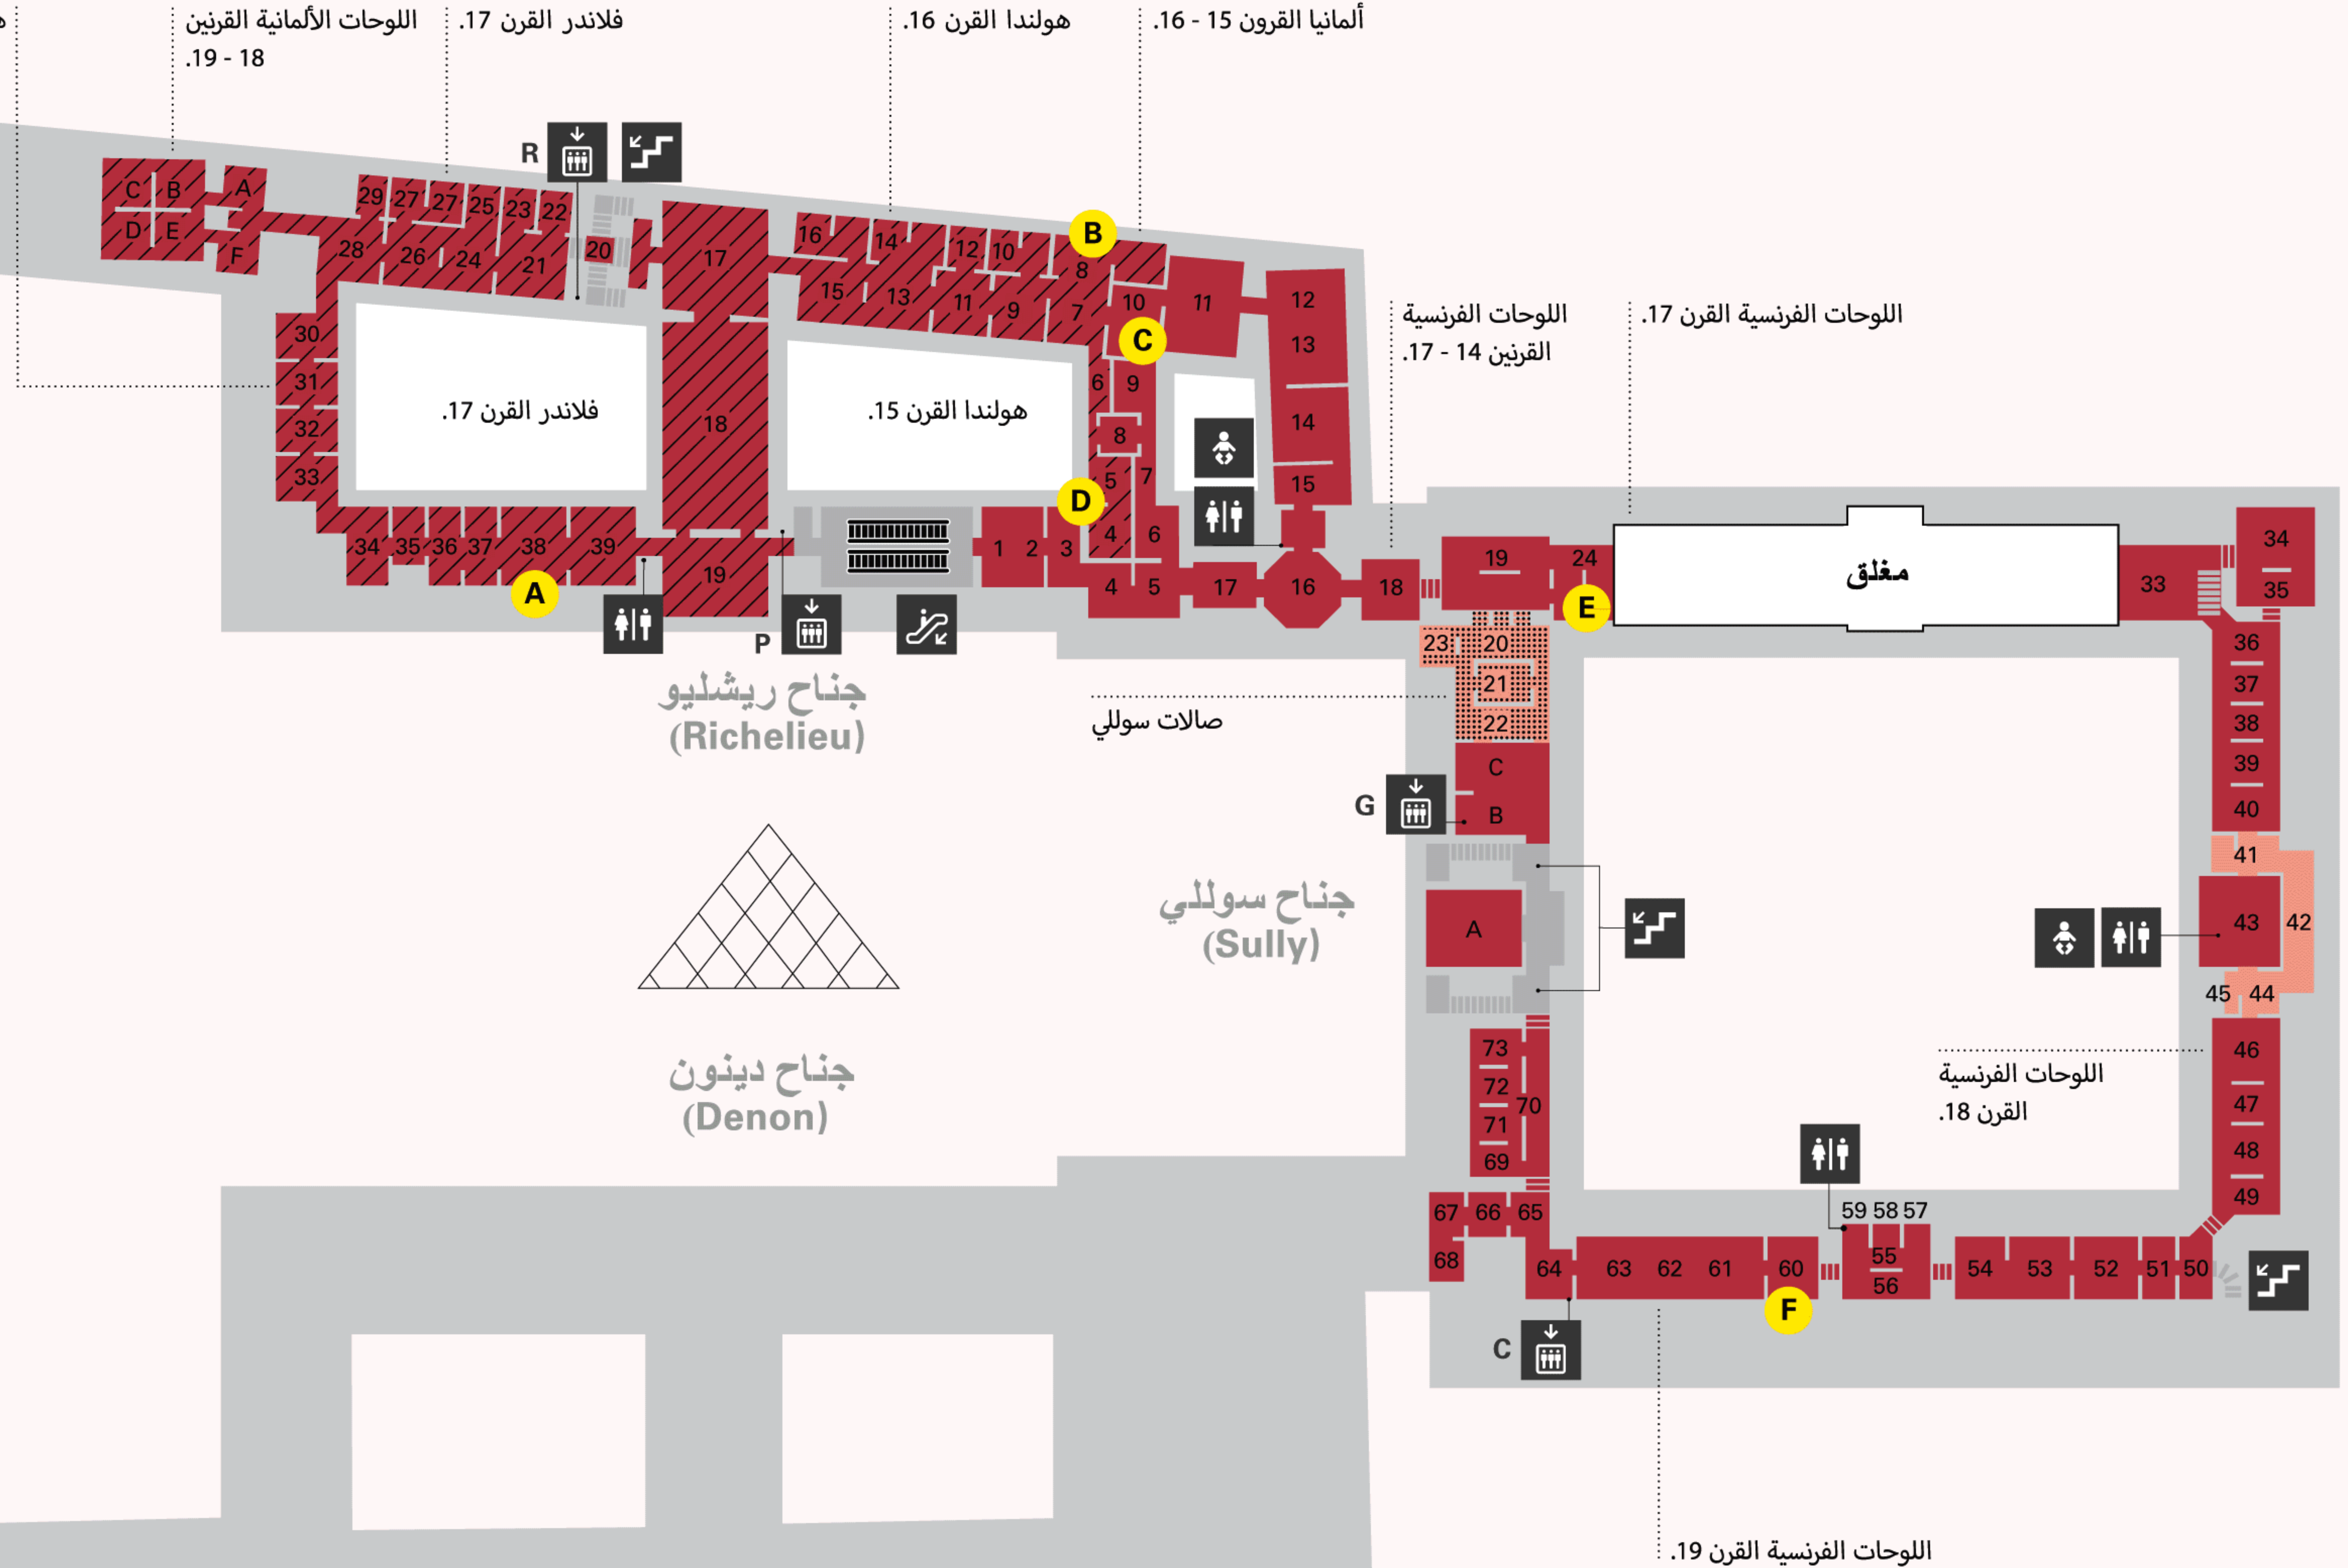 اللوحات الألمانية القرنين
18 - 19.
فلاندر القرن 17.
هولندا القرن 16.
ألمانيا القرون 15 - 16.
R
C B A
D E F
29 27 27 25 23 22
28 26 24 21 20
17
16 14 12 10 8
15 13 11 9 7
B
10 11 12
C
13
اللوحات الفرنسية
القرنين 14 - 17.
اللوحات الفرنسية القرن 17.
30
31
32
33
فلاندر القرن 17.
18
هولندا القرن 15.
6 9
8
14
5 7
15
D
34 35 36 37 38 39
19
1 2 3 4 6
4 5 17 16 18
19 24
E
مغلق
33
34
35
A
P
جناح ريشليو
(Richelieu)
صالات سوللي
23 20
21
22
C
B
G
36
37
38
39
40
41
جناح سوللي
(Sully)
A
43 42
45 44
جناح دينون
(Denon)
73
72
70
71
69
46
47
48
49
اللوحات الفرنسية
القرن 18.
67 66 65
68
64 63 62 61 60
59 58 57
55
56
54 53 52 51 50
F
C
اللوحات الفرنسية القرن 19.